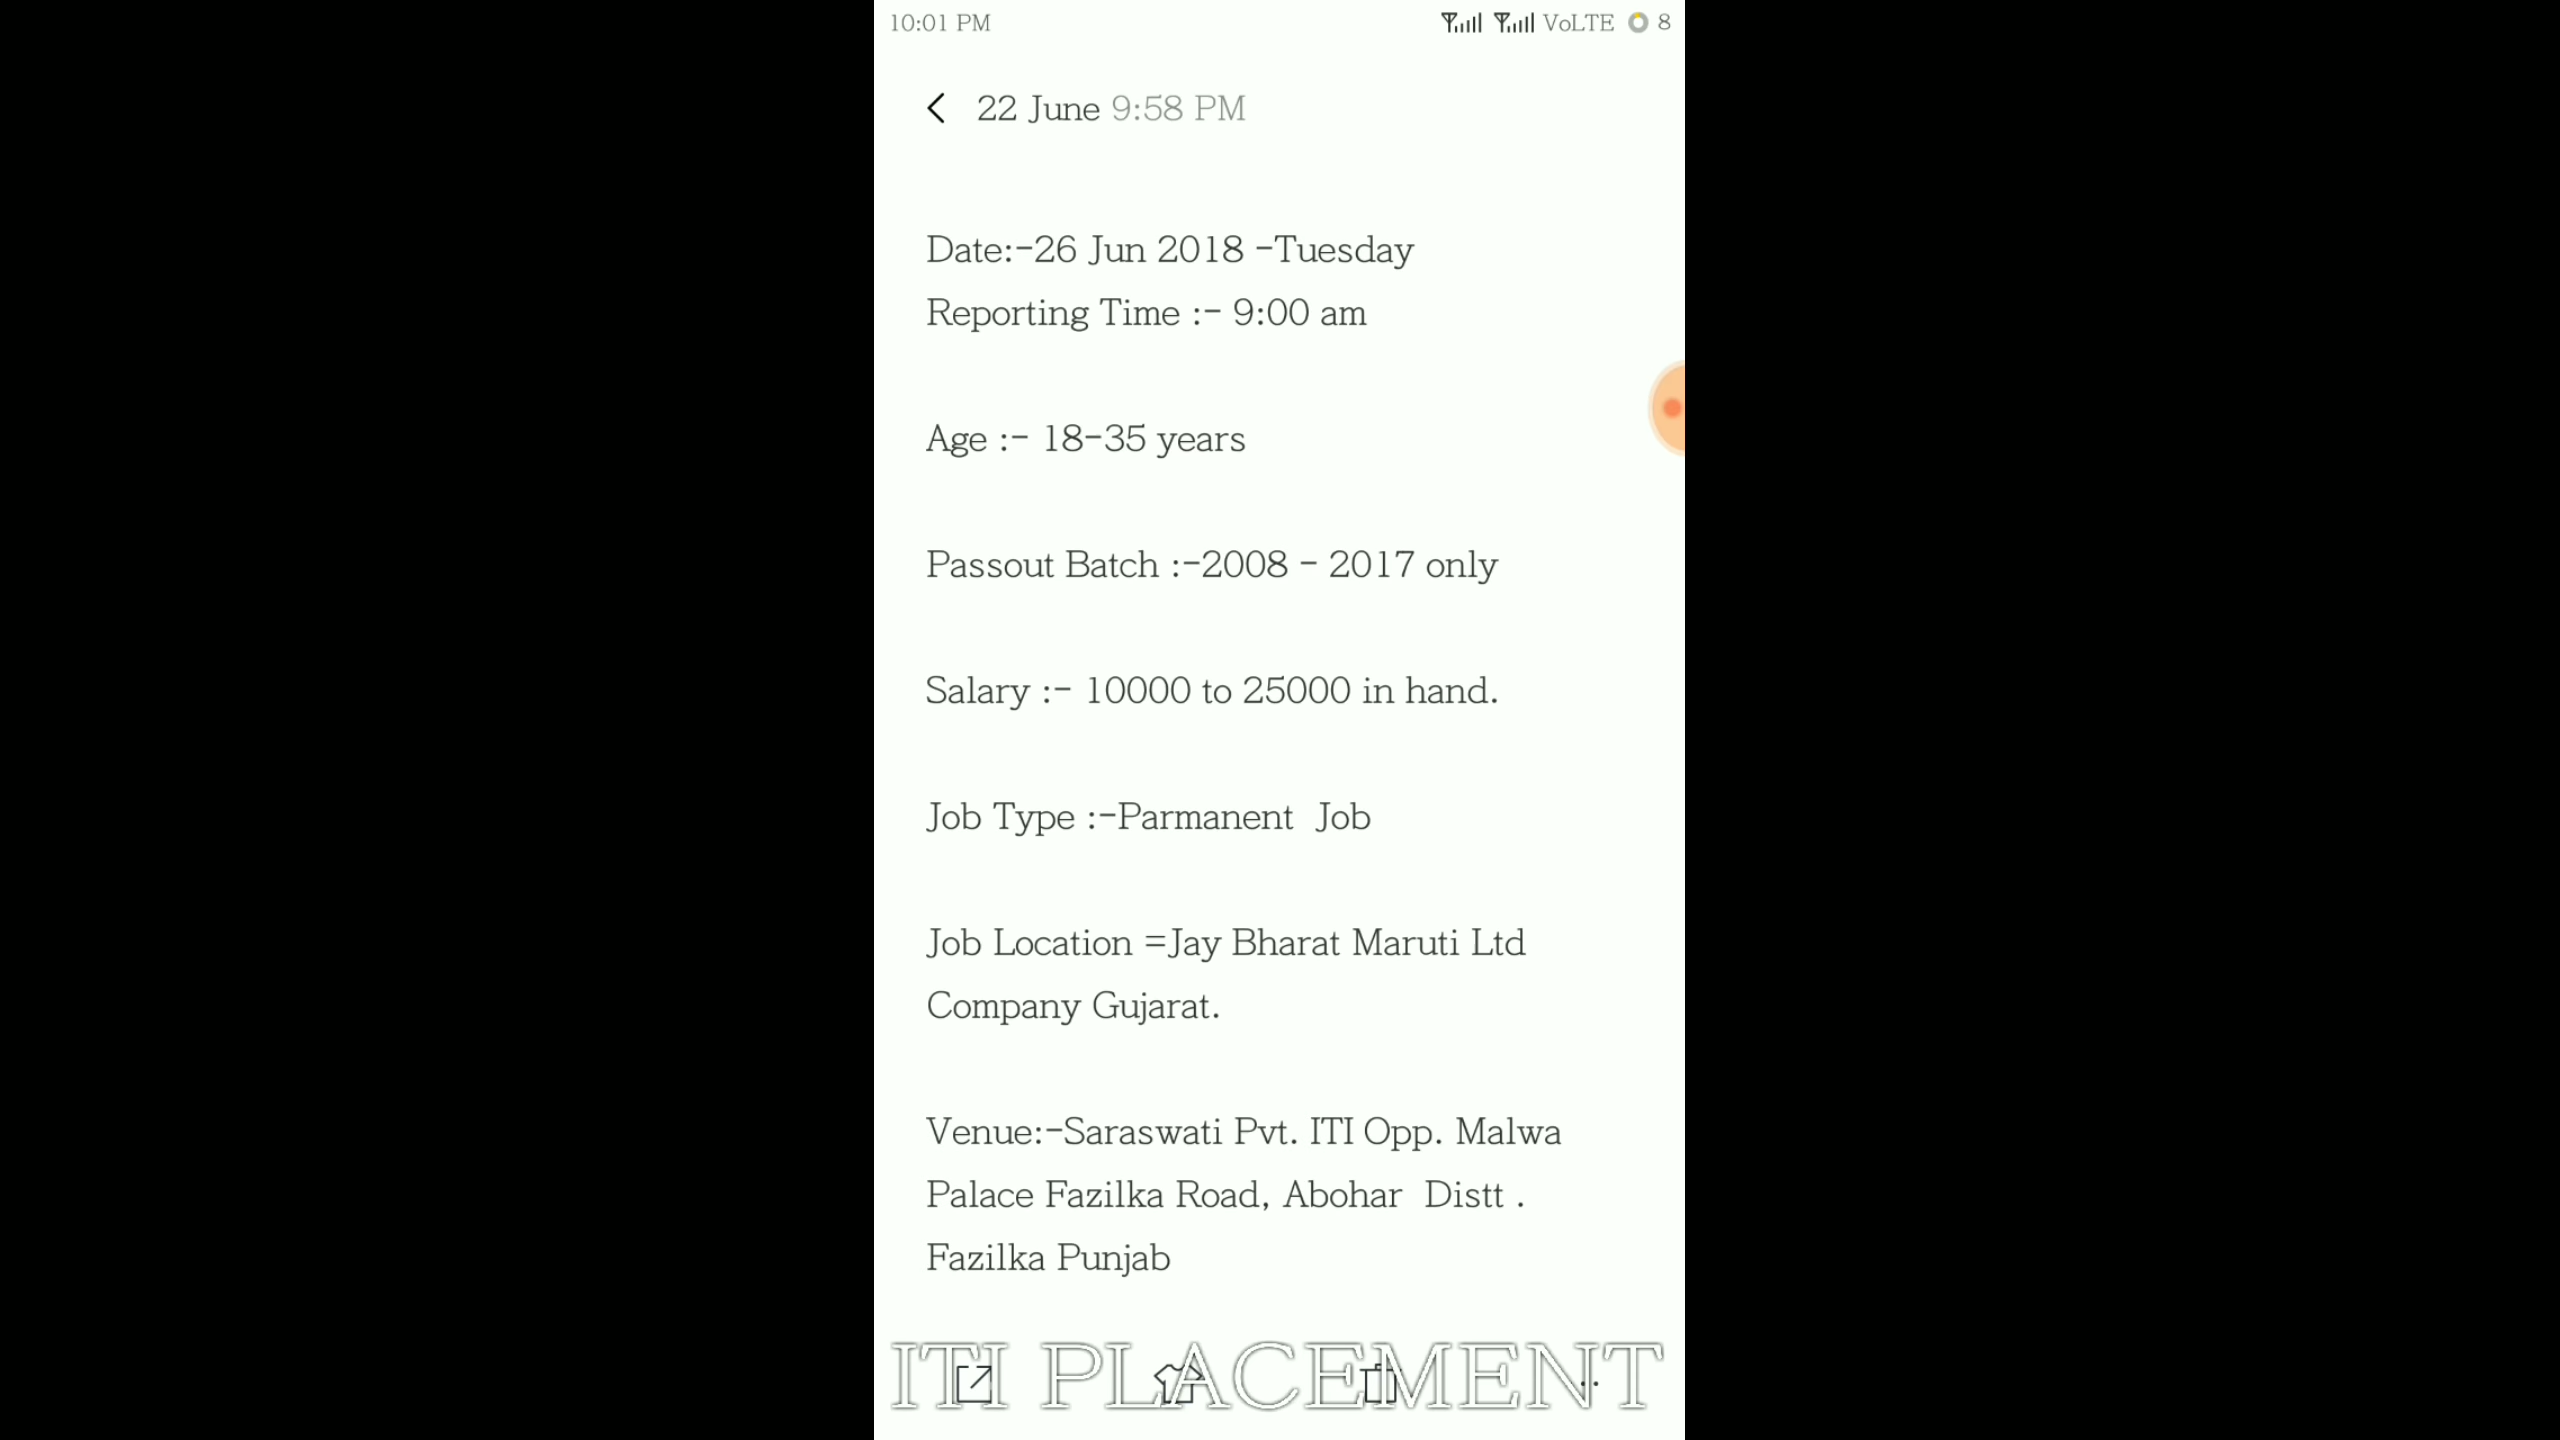 10:01 PM VoLTE 8
22 June 9:58 PM
Date:-26 Jun 2018 -Tuesday
Reporting Time :- 9:00 am
Age :- 18-35 years
Passout Batch :-2008 - 2017 only
Salary :- 10000 to 25000 in hand.
Job Type :-Parmanent  Job
Job Location =Jay Bharat Maruti Ltd
Company Gujarat.
Venue:-Saraswati Pvt. ITI Opp. Malwa
Palace Fazilka Road, Abohar  Distt .
Fazilka Punjab
ITI PLACEMENT